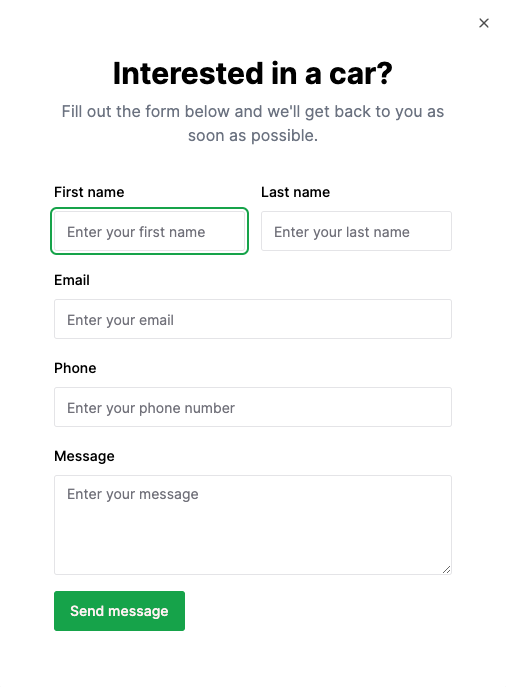 Interested in a car?
Fill out the form below and we'll get back to you as
soon as possible.
First name
Last name
Enter your first name
Enter your last name
Email
Enter your email
Phone
Enter your phone number
Message
Enter your message
Send message